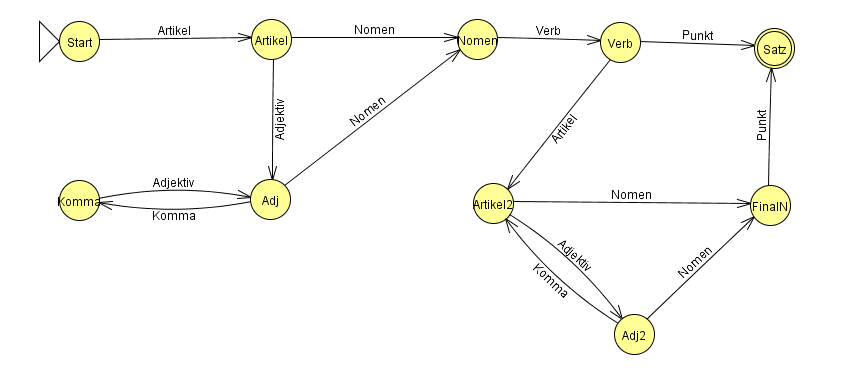 Start
Artikel
Artikel
Nomen
Nomen
Verb
Verb
Punkt
Satz
Adjektiv
Nomen
Artikel
Punkt
Komma
Adjektiv
Komma
Adj
Artikel2
Nomen
FinalN
Adjektiv
Komma
Nomen
Adj2